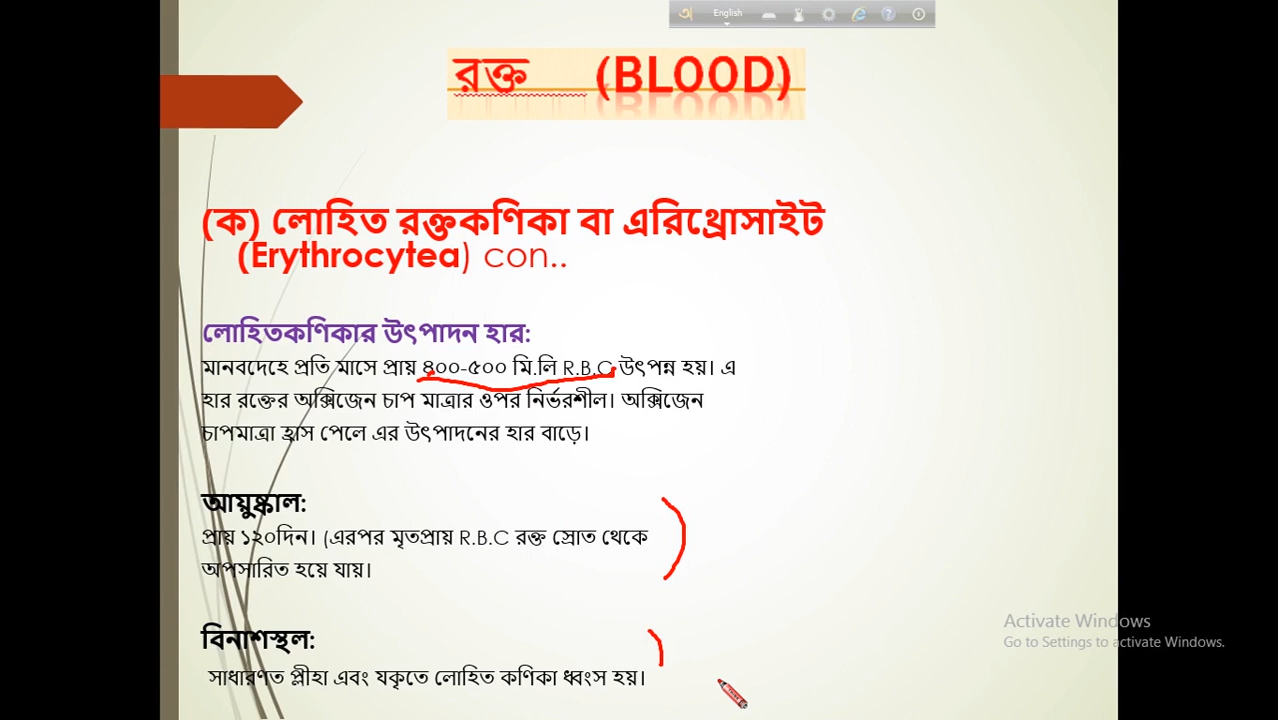 English
রক্ত (BLOOD)
(ক) লোহিত রক্তকণিকা বা এরিথ্রোসাইট
(Erythrocytea) con..
লোহিতকণিকার উৎপাদন হার:
মানবদেহে প্রতি মাসে প্রায় ৪০০-৫০০ মি.লি R.B.C উৎপন্ন হয়। এ
হার রক্তের অক্সিজেন চাপ মাত্রার ওপর নির্ভরশীল। অক্সিজেন
চাপমাত্রা হ্রাস পেলে এর উৎপাদনের হার বাড়ে।
আয়ুষ্কাল:
প্রায় ১২০দিন। (এরপর মৃতপ্রায় R.B.C রক্ত স্রোত থেকে
অপসারিত হয়ে যায়।
বিনাশস্থল:
সাধারণত প্লীহা এবং যকৃতে লোহিত কণিকা ধ্বংস হয়।
Activate Windows
Go to Settings to activate Windows.